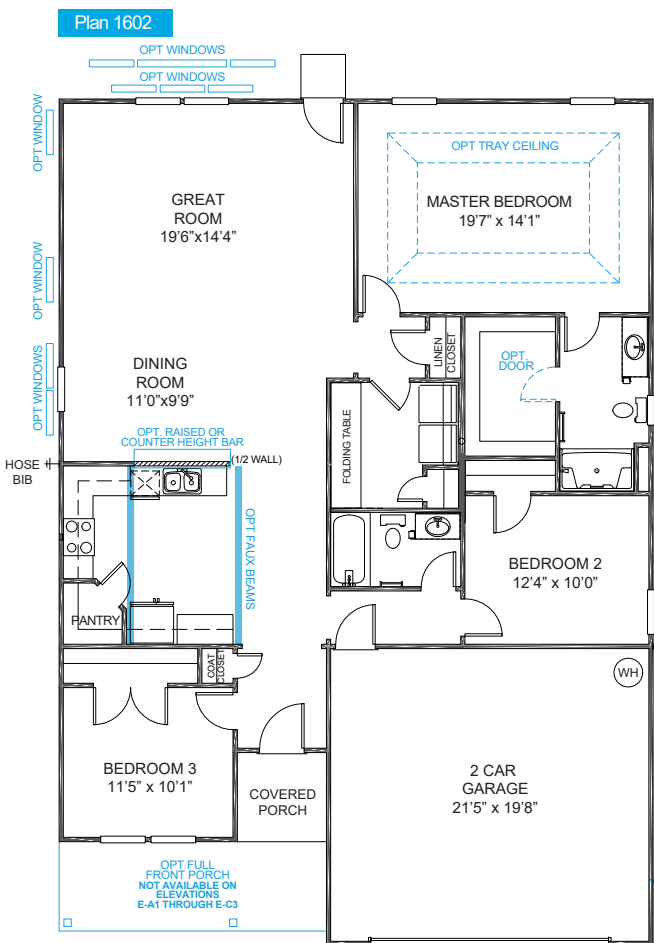 Plan 1602
OPT WINDOWS
OPT WINDOWS
OPT WINDOW
OPT WINDOW
OPT WINDOWS
OPT WINDOWS
GREAT
ROOM
19'6"x14'4"
OPT TRAY CEILING
MASTER BEDROOM
19'7" x 14'1"
DINING
ROOM
11'0"x9'9"
LINEN
CLOSET
OPT.
DOOR
OPT. RAISED OR
COUNTER HEIGHT BAR
(1/2 WALL)
HOSE
BIB
FOLDING TABLE
OPT FAUX BEAMS
BEDROOM 2
12'4" x 10'0"
PANTRY
COAT
CLOSET
WH
BEDROOM 3
11'5" x 10'1"
COVERED
PORCH
2 CAR
GARAGE
21'5" x 19'8"
OPT FULL
FRONT PORCH
NOT AVAILABLE ON
ELEVATIONS
E-A1 THROUGH E-C3